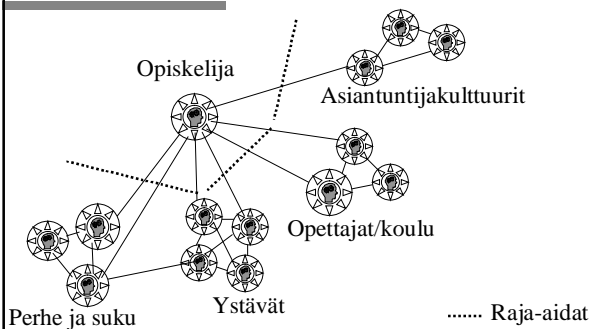 Opiskelija
Asiantuntijakulttuurit
Opettajat/koulu
Ystävät
Perhe ja suku
Raja-aidat